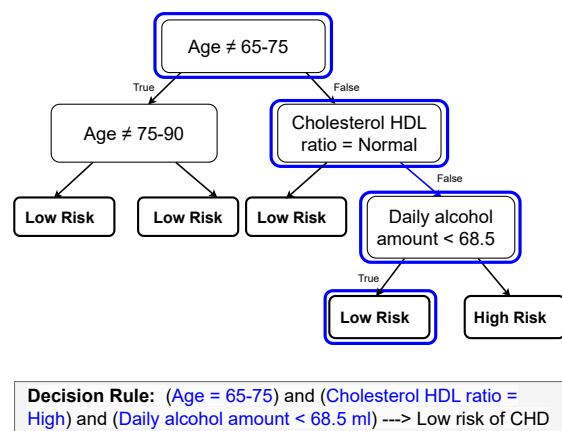 Age ≠ 65-75
True
False
Age ≠ 75-90
Cholesterol HDL
ratio = Normal
False
Low Risk
Low Risk
Low Risk
Daily alcohol
amount < 68.5
True
Low Risk
High Risk
Decision Rule: (Age = 65-75) and (Cholesterol HDL ratio =
High) and (Daily alcohol amount < 68.5 ml) ---> Low risk of CHD